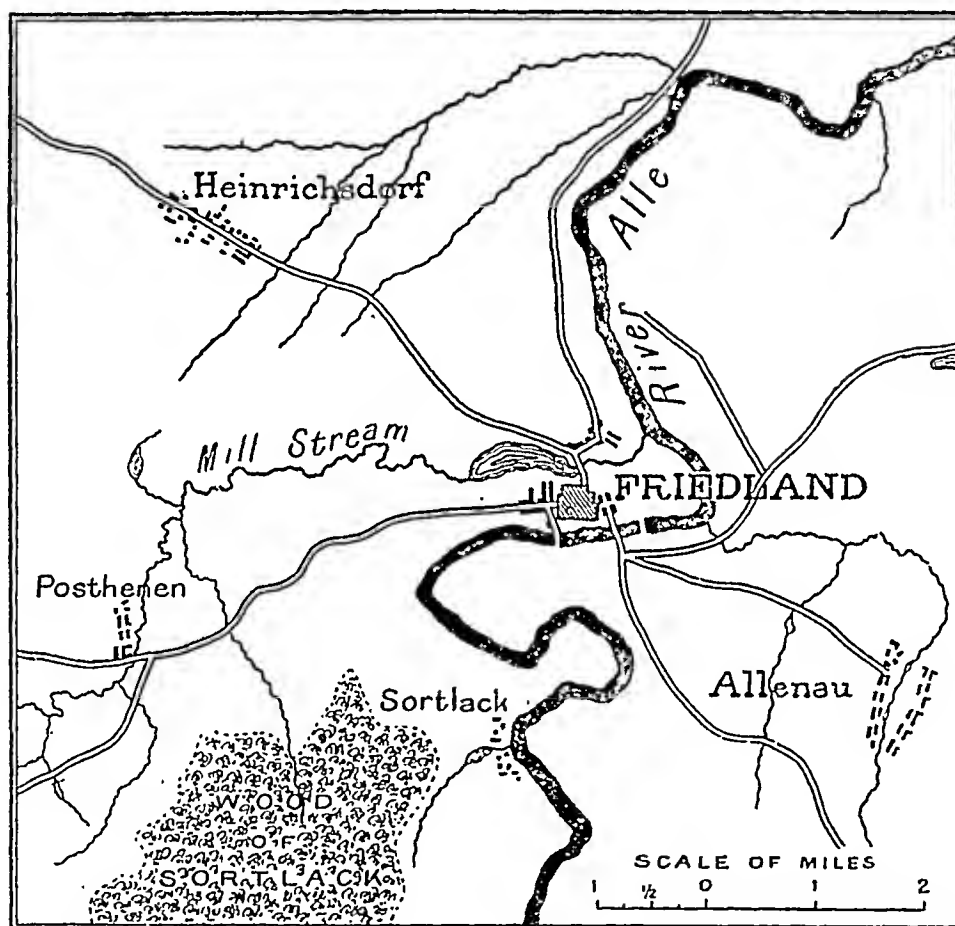 Heinrichsdorf
Alle
River
Mill Stream
FRIEDLAND
Posthenen
Sortlack
Allenau
WOOD
OF
SORTLACK
SCALE OF MILES
1 1/2 0 1 2